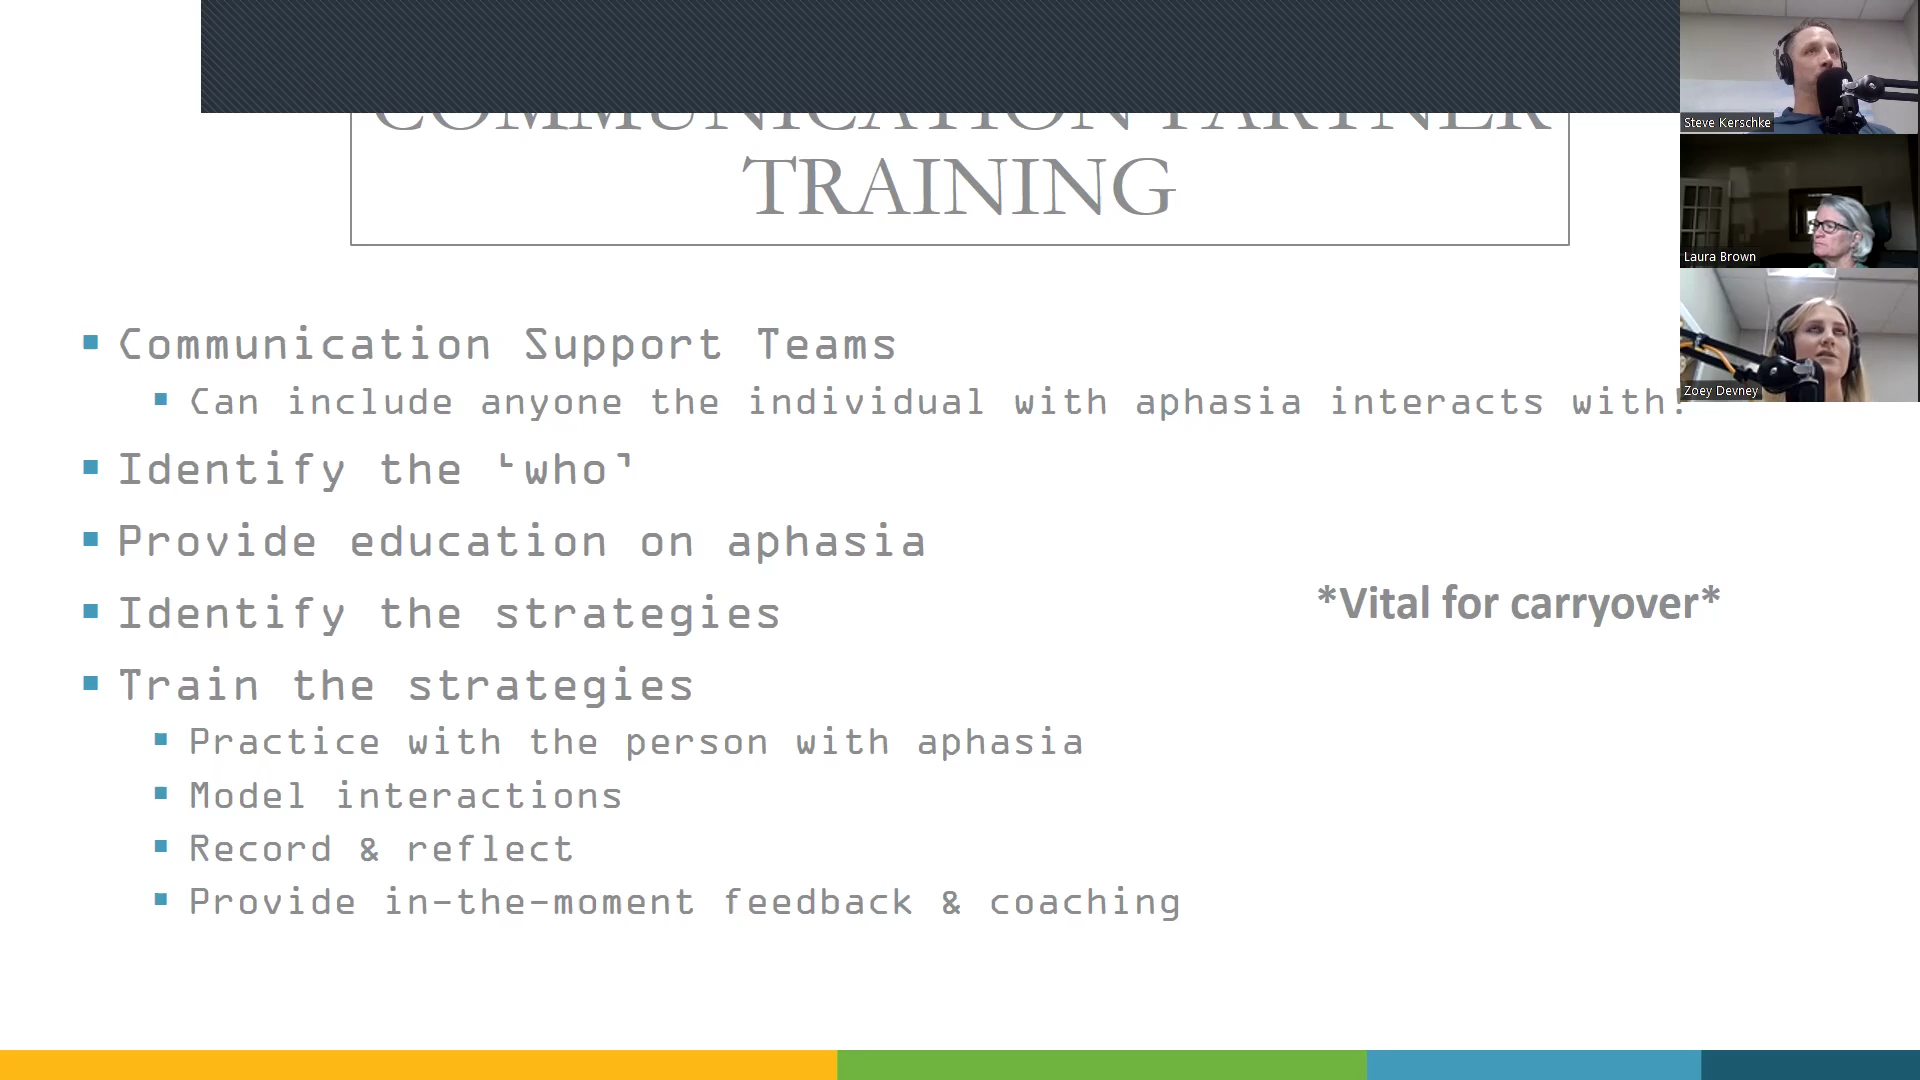 COMMUNICATION PARTNER
TRAINING
Communication Support Teams
Can include anyone the individual with aphasia interacts with!
Identify the ‘who’
Provide education on aphasia
Identify the strategies
*Vital for carryover*
Train the strategies
Practice with the person with aphasia
Model interactions
Record & reflect
Provide in-the-moment feedback & coaching
Steve Kerschke
Laura Brown
Zoey Devney